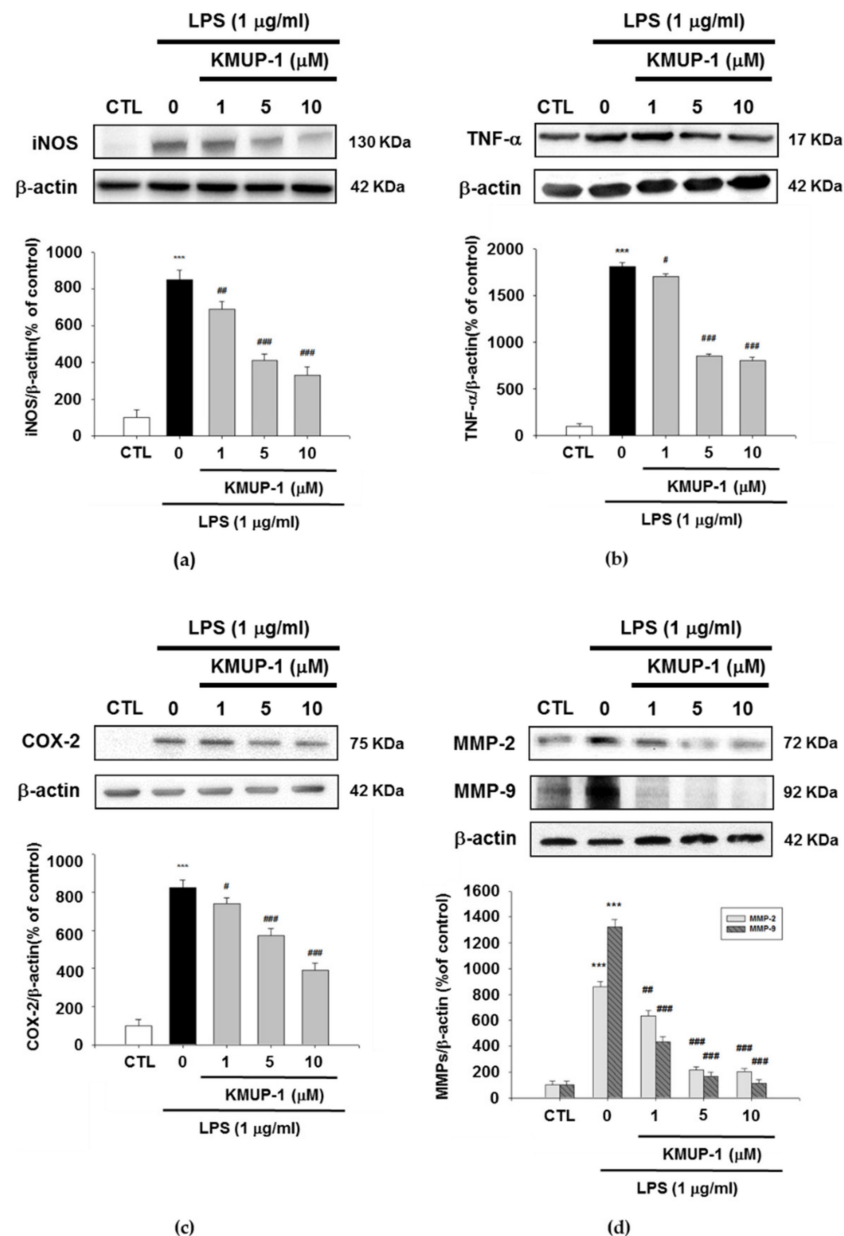 LPS (1 μg/ml)
KMUP-1 (μM)
CTL 0 1 5 10
iNOS 130 KDa
β-actin 42 KDa
iNOS/β-actin(% of control)
1000
800
600
400
200
0
***
##
###
###
CTL 0 1 5 10
KMUP-1 (μM)
LPS (1 μg/ml)
(a)
LPS (1 μg/ml)
KMUP-1 (μM)
CTL 0 1 5 10
TNF-α 17 KDa
β-actin 42 KDa
TNF-α/β-actin(% of control)
2000
1500
1000
500
0
***
#
###
###
CTL 0 1 5 10
KMUP-1 (μM)
LPS (1 μg/ml)
(b)
LPS (1 μg/ml)
KMUP-1 (μM)
CTL 0 1 5 10
COX-2 75 KDa
β-actin 42 KDa
COX-2/β-actin(% of control)
1000
800
600
400
200
0
***
#
###
###
CTL 0 1 5 10
KMUP-1 (μM)
LPS (1 μg/ml)
(c)
LPS (1 μg/ml)
KMUP-1 (μM)
CTL 0 1 5 10
MMP-2 72 KDa
MMP-9 92 KDa
β-actin 42 KDa
MMPs/β-actin (%of control)
1600
1400
1200
1000
800
600
400
200
0
MMP-2
MMP-9
***
***
##
###
###
###
###
###
CTL 0 1 5 10
KMUP-1 (μM)
LPS (1 μg/ml)
(d)